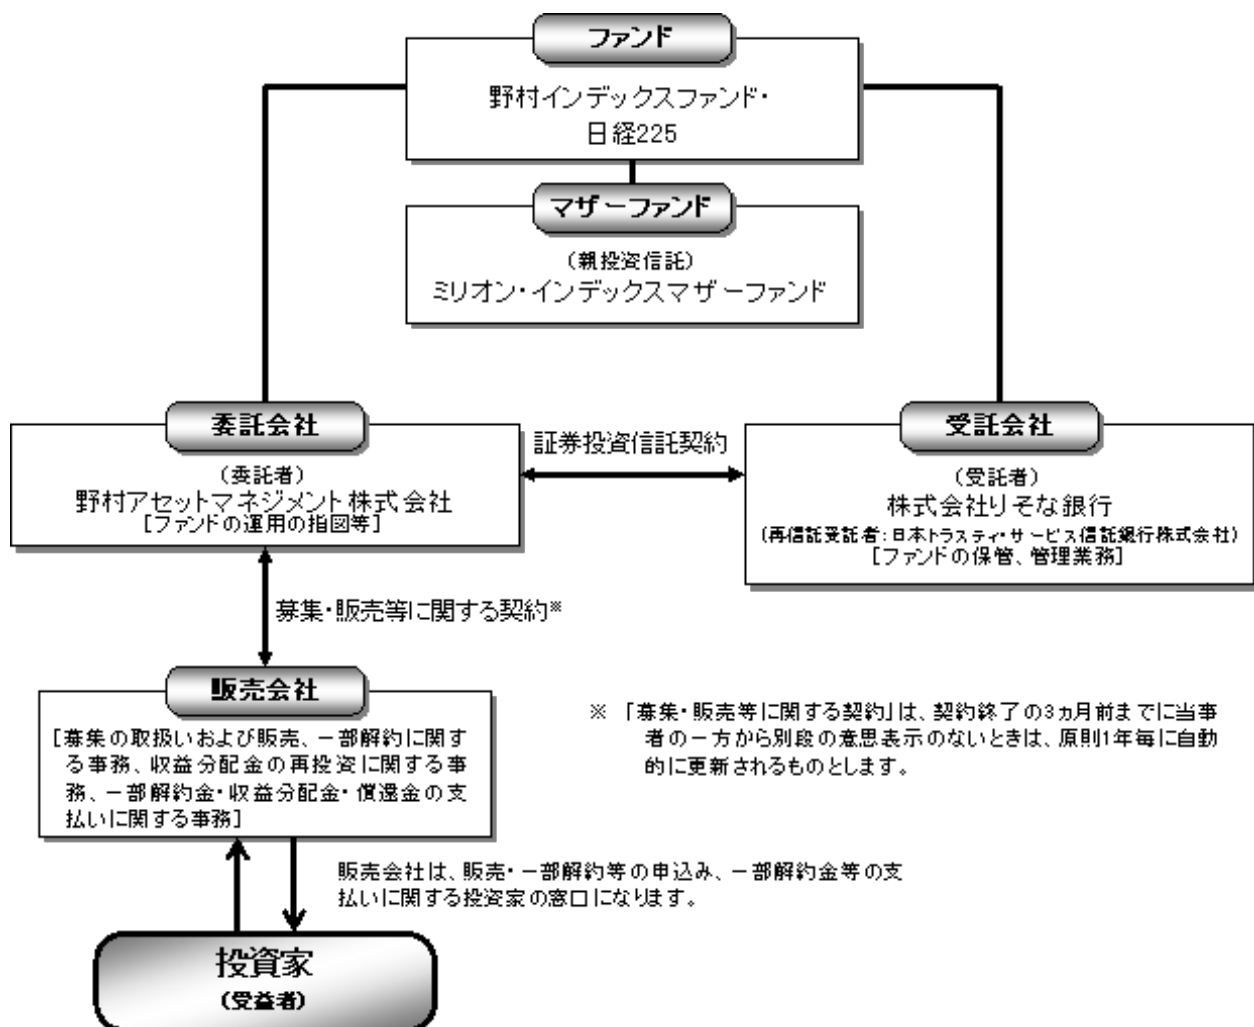 ファンド
野村インデックスファンド・
日経225
マザーファンド
(親投資信託)
ミリオン・インデックスマザーファンド
委託会社
(委託者)
野村アセットマネジメント株式会社
[ファンドの運用の指図等]
証券投資信託契約
受託会社
(受託者)
株式会社りそな銀行
(再信託受託者:日本トラスティ・サービス信託銀行株式会社)
[ファンドの保管、管理業務]
募集・販売等に関する契約※
販売会社
[募集の取扱いおよび販売、一部解約に関す
る事務、収益分配金の再投資に関する事
務、一部解約金・収益分配金・償還金の支
払いに関する事務]
※ 「募集・販売等に関する契約」は、契約終了の3ヵ月前までに当事
者の一方から別段の意思表示のないときは、原則1年毎に自動
的に更新されるものとします。
販売会社は、販売・一部解約等の申込み、一部解約金等の支
払いに関する投資家の窓口になります。
投資家
(受益者)